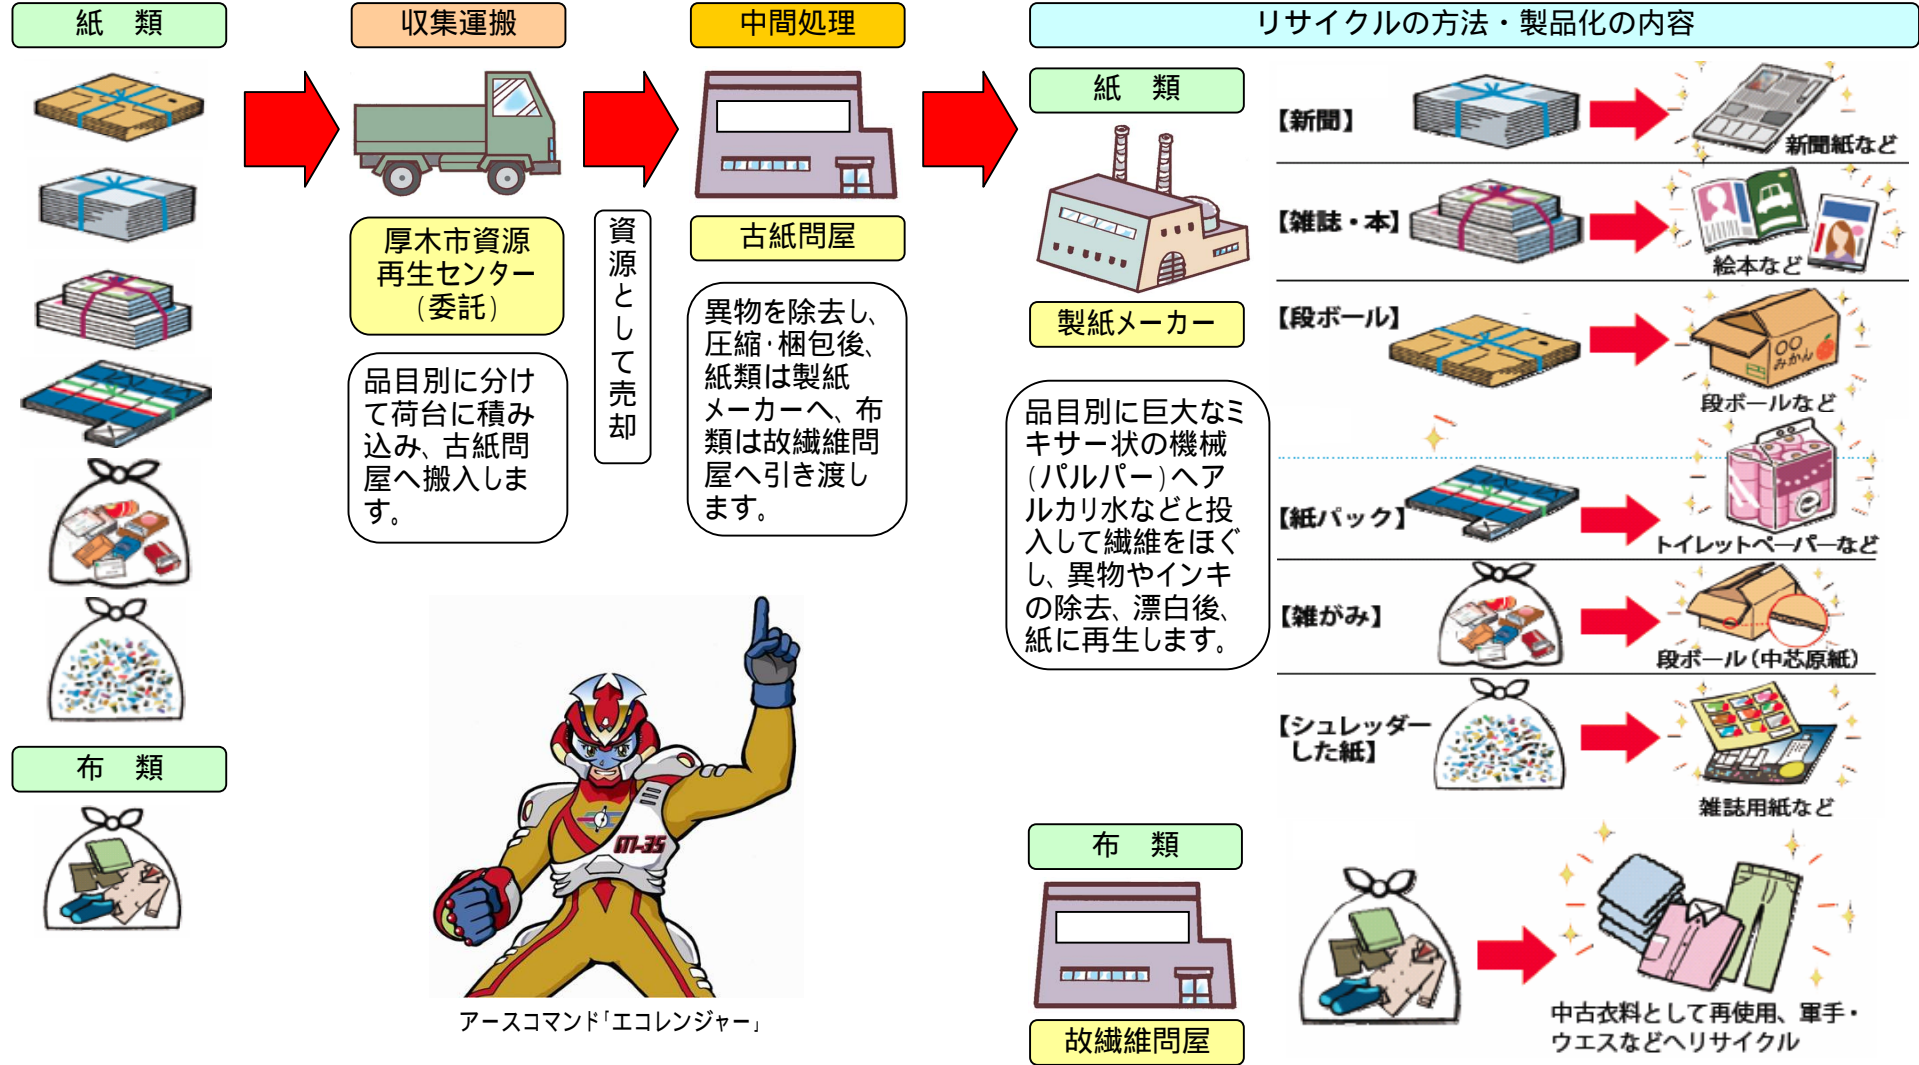 紙　類
収集運搬
中間処理
リサイクルの方法・製品化の内容
厚木市資源
再生センター
(委託)
品目別に分け
て荷台に積み
込み、古紙問
屋へ搬入しま
す。
資源として売却
古紙問屋
異物を除去し、
圧縮・梱包後、
紙類は製紙
メーカーへ、布
類は故繊維問
屋へ引き渡し
ます。
紙　類
製紙メーカー
品目別に巨大なミ
キサー状の機械
(パルパー)へア
ルカリ水などと投
入して繊維をほぐ
し、異物やインキ
の除去、漂白後、
紙に再生します。
【新聞】
新聞紙など
【雑誌・本】
絵本など
【段ボール】
〇〇
みかん
段ボールなど
【紙パック】
トイレットペーパーなど
【雑がみ】
段ボール(中芯原紙)
【シュレッダー
した紙】
雑誌用紙など
布　類
M-35
アースコマンド「エコレンジャー」
布　類
故繊維問屋
中古衣料として再使用、軍手・
ウエスなどへリサイクル